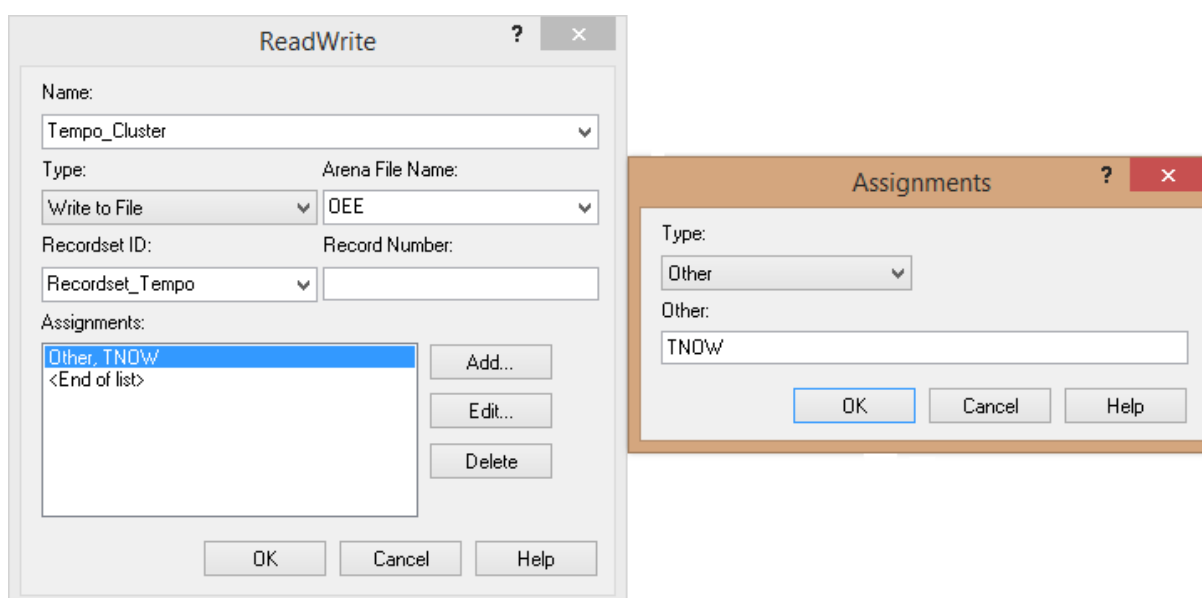 ReadWrite ?
Name:
Tempo_Cluster
Type: Arena File Name:
Write to File OEE
Recordset ID: Record Number:
Recordset_Tempo
Assignments:
Other, TNOW
<End of list>
Add...
Edit...
Delete
OK Cancel Help
Assignments ?
Type:
Other
Other:
TNOW
OK Cancel Help